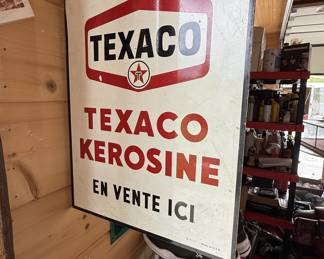 TEXACO
T
TEXACO
KEROSINE
EN VENTE ICI